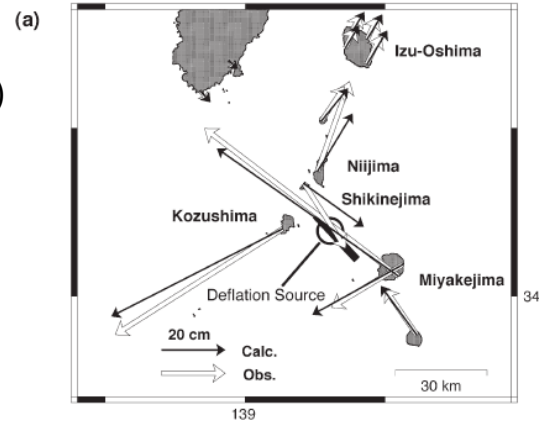 (a)
)
Izu-Oshima
Niijima
Shikinejima
Kozushima
Miyakejima
Deflation Source
34
20 cm
Calc.
Obs.
30 km
139